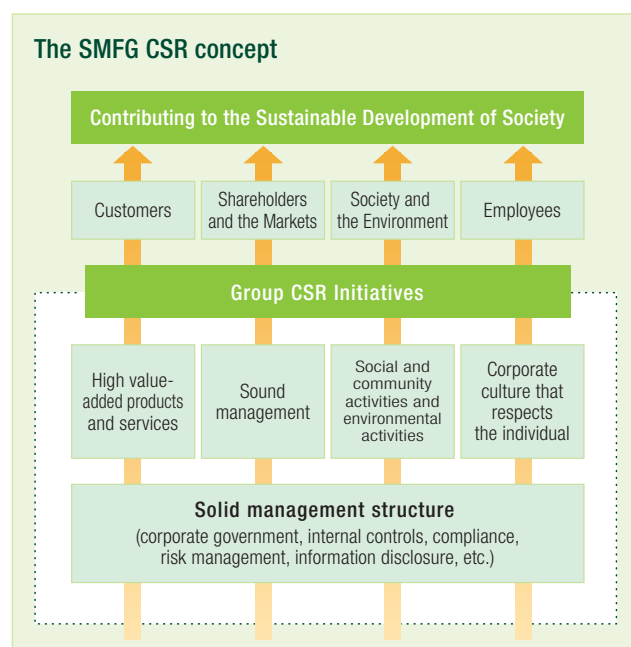 The SMFG CSR concept
Contributing to the Sustainable Development of Society
Customers
Shareholders
and the Markets
Society and
the Environment
Employees
Group CSR Initiatives
High value-
added products
and services
Sound
management
Social and
community
activities and
environmental
activities
Corporate
culture that
respects
the individual
Solid management structure
(corporate government, internal controls, compliance,
risk management, information disclosure, etc.)